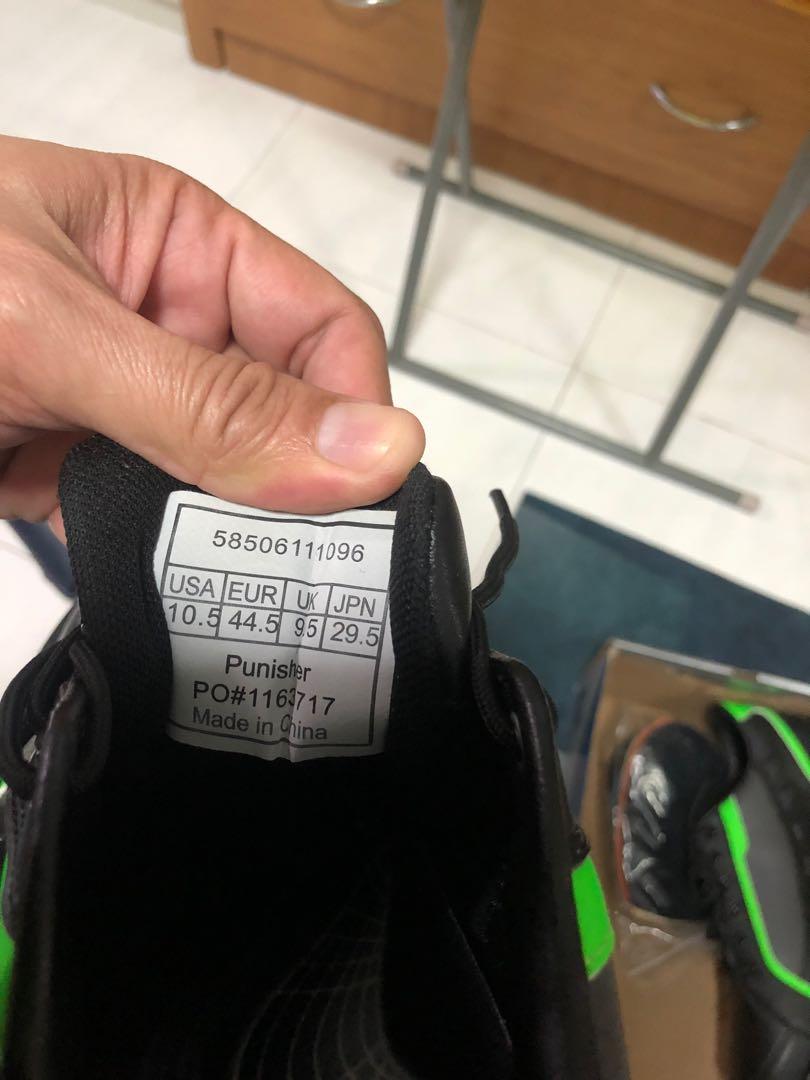 58506111096
USA EUR UK JPN
10.5 44.5 9.5 29.5
Punisher
PO#1163717
Made in China